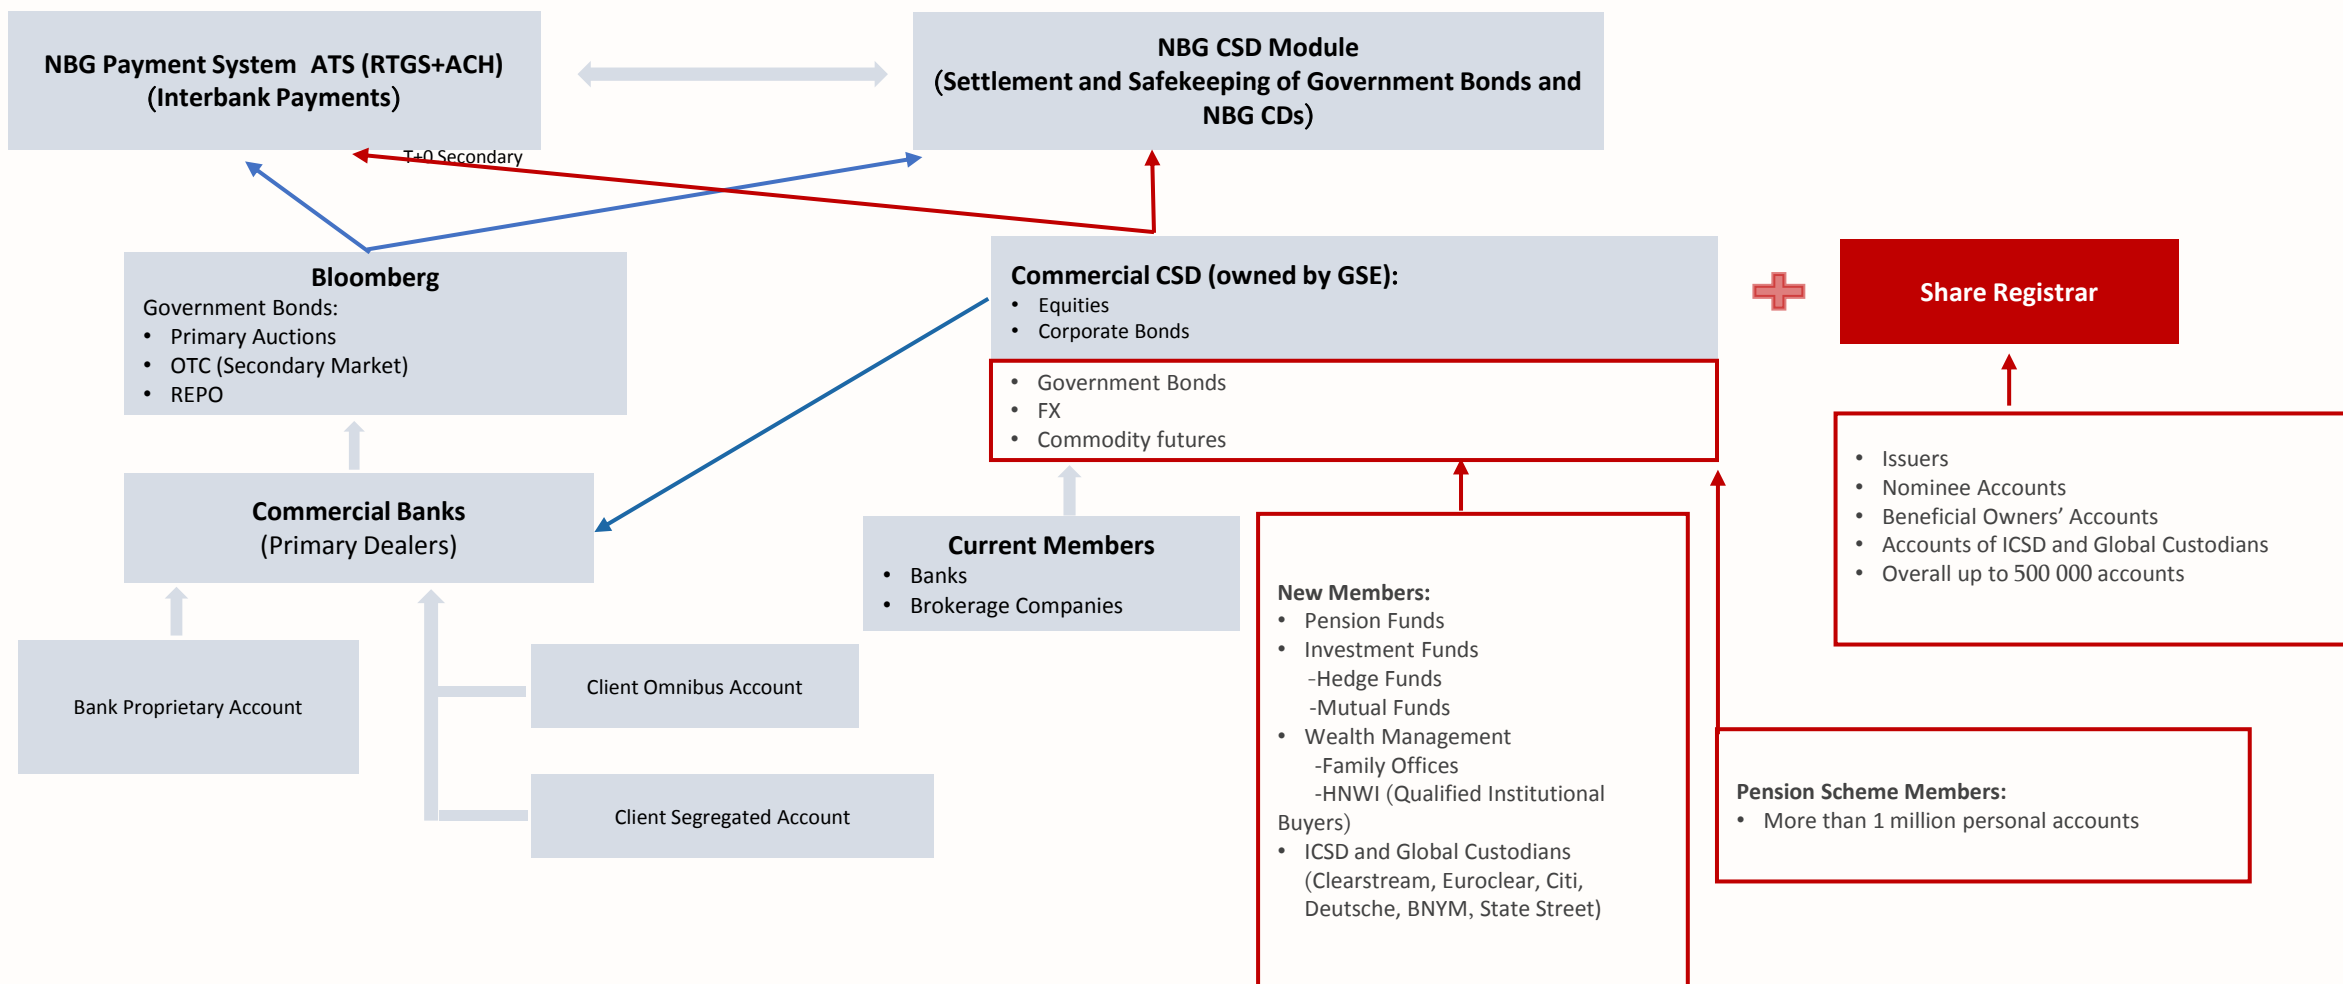 NBG Payment System ATS (RTGS+ACH)
(Interbank Payments)
NBG CSD Module
(Settlement and Safekeeping of Government Bonds and
NBG CDs)
T+0 Secondary
Bloomberg
Government Bonds:
• Primary Auctions
• OTC (Secondary Market)
• REPO
Commercial CSD (owned by GSE):
• Equities
• Corporate Bonds
• Government Bonds
• FX
• Commodity futures
Share Registrar
• Issuers
• Nominee Accounts
• Beneficial Owners’ Accounts
• Accounts of ICSD and Global Custodians
• Overall up to 500 000 accounts
Commercial Banks
(Primary Dealers)
Current Members
• Banks
• Brokerage Companies
New Members:
• Pension Funds
• Investment Funds
-Hedge Funds
-Mutual Funds
• Wealth Management
-Family Offices
-HNWI (Qualified Institutional
Buyers)
• ICSD and Global Custodians
(Clearstream, Euroclear, Citi,
Deutsche, BNYM, State Street)
Bank Proprietary Account
Client Omnibus Account
Client Segregated Account
Pension Scheme Members:
• More than 1 million personal accounts